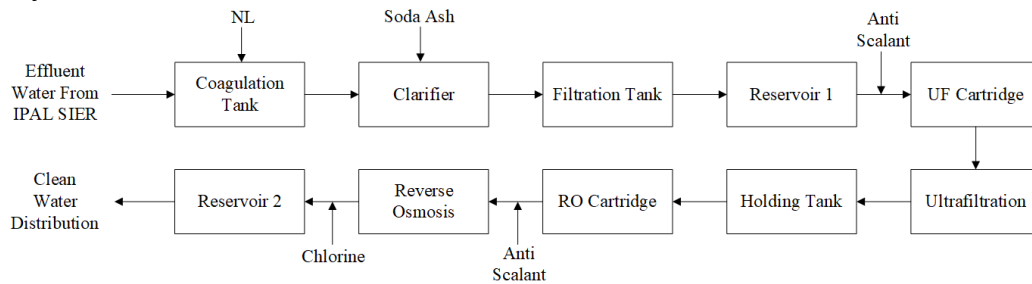 NL
Soda Ash
Anti
Scalant
Effluent
Water From
IPAL SIER
Coagulation
Tank
Clarifier
Filtration Tank
Reservoir 1
UF Cartridge
Clean
Water
Distribution
Reservoir 2
Reverse
Osmosis
RO Cartridge
Holding Tank
Ultrafiltration
Chlorine
Anti
Scalant